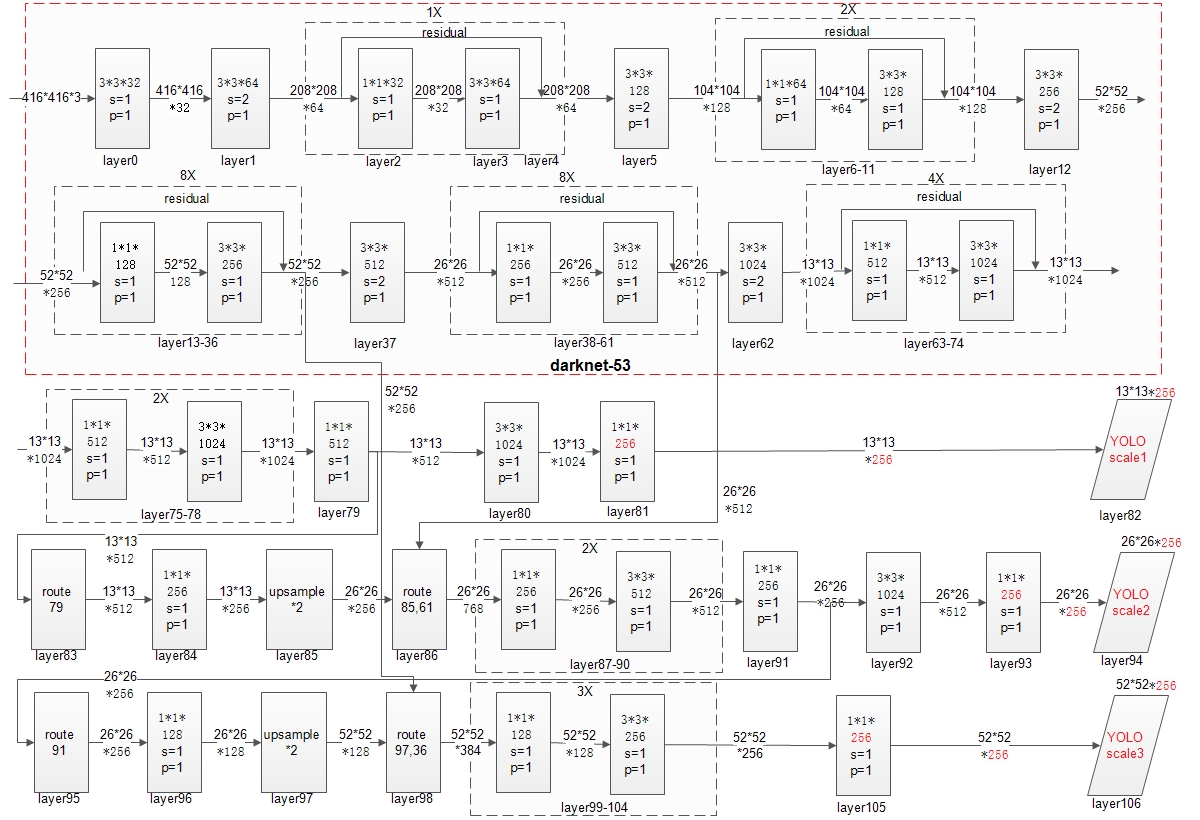 1X
residual
2X
residual
416*416*3
3*3*32
s=1
p=1
416*416
*32
3*3*64
s=2
p=1
208*208
*64
1*1*32
s=1
p=1
208*208
*32
3*3*64
s=1
p=1
208*208
*64
3*3*
128
s=2
p=1
104*104
*128
1*1*64
s=1
p=1
104*104
*64
3*3*
128
s=1
p=1
104*104
*128
3*3*
256
s=2
p=1
52*52
*256
layer0
layer1
layer2
layer3
layer4
layer5
layer6-11
layer12
8X
residual
8X
residual
4X
residual
52*52
*256
1*1*
128
s=1
p=1
52*52
128
3*3*
256
s=1
p=1
52*52
*256
3*3*
512
s=2
p=1
26*26
*512
1*1*
256
s=1
p=1
26*26
*256
3*3*
512
s=1
p=1
26*26
*512
3*3*
1024
s=2
p=1
13*13
*1024
1*1*
512
s=1
p=1
13*13
*512
3*3*
1024
s=1
p=1
13*13
*1024
layer13-36
layer37
layer38-61
layer62
layer63-74
darknet-53
52*52
*256
2X
13*13
*1024
1*1*
512
s=1
p=1
13*13
*512
3*3*
1024
s=1
p=1
13*13
*1024
1*1*
512
s=1
p=1
13*13
*512
3*3*
1024
s=1
p=1
13*13
*1024
1*1*
256
s=1
p=1
13*13
*256
13*13*256
YOLO
scale1
layer75-78
layer79
layer80
layer81
layer82
26*26
*512
13*13
*512
2X
route
79
13*13
*512
1*1*
256
s=1
p=1
13*13
*256
upsample
*2
26*26
*256
route
85,61
26*26
768
1*1*
256
s=1
p=1
26*26
*256
3*3*
512
s=1
p=1
26*26
*512
1*1*
256
s=1
p=1
26*26
*256
3*3*
1024
s=1
p=1
26*26
*512
1*1*
256
s=1
p=1
26*26
*256
26*26*256
YOLO
scale2
layer83
layer84
layer85
layer86
layer87-90
layer91
layer92
layer93
layer94
26*26
*256
3X
route
91
26*26
*256
1*1*
128
s=1
p=1
26*26
*128
upsample
*2
52*52
*128
route
97,36
52*52
*384
1*1*
128
s=1
p=1
52*52
*128
3*3*
256
s=1
p=1
52*52
*256
1*1*
256
s=1
p=1
52*52
*256
52*52*256
YOLO
scale3
layer95
layer96
layer97
layer98
layer99-104
layer105
layer106